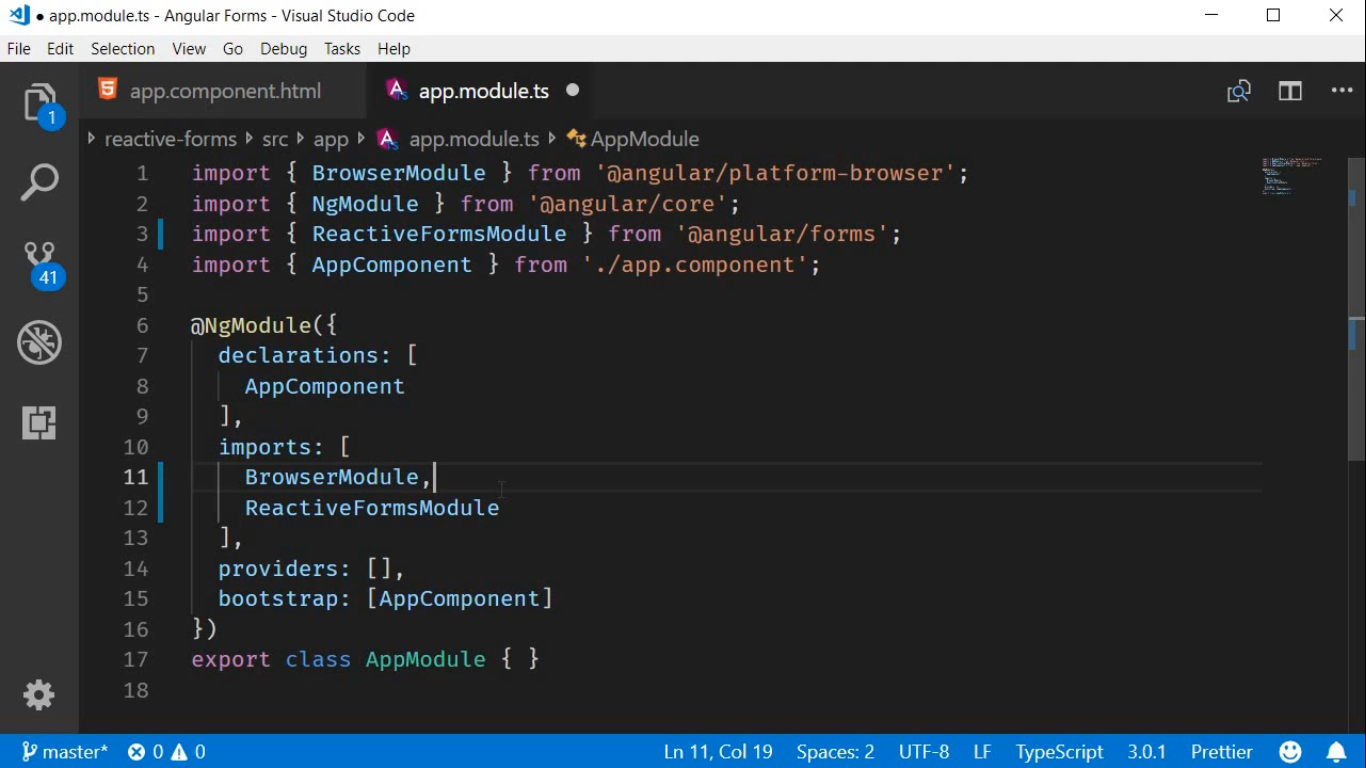 ● app.module.ts - Angular Forms - Visual Studio Code
File Edit Selection View Go Debug Tasks Help
app.component.html app.module.ts
reactive-forms src app app.module.ts AppModule
1
41
1 import { BrowserModule } from '@angular/platform-browser';
2 import { NgModule } from '@angular/core';
3 import { ReactiveFormsModule } from '@angular/forms';
4 import { AppComponent } from './app.component';
5
6 @NgModule({
7 declarations: [
8 AppComponent
9 ],
10 imports: [
11 BrowserModule,
12 ReactiveFormsModule
13 ],
14 providers: [],
15 bootstrap: [AppComponent]
16 })
17 export class AppModule { }
18
master* 0 0 Ln 11, Col 19 Spaces: 2 UTF-8 LF TypeScript 3.0.1 Prettier